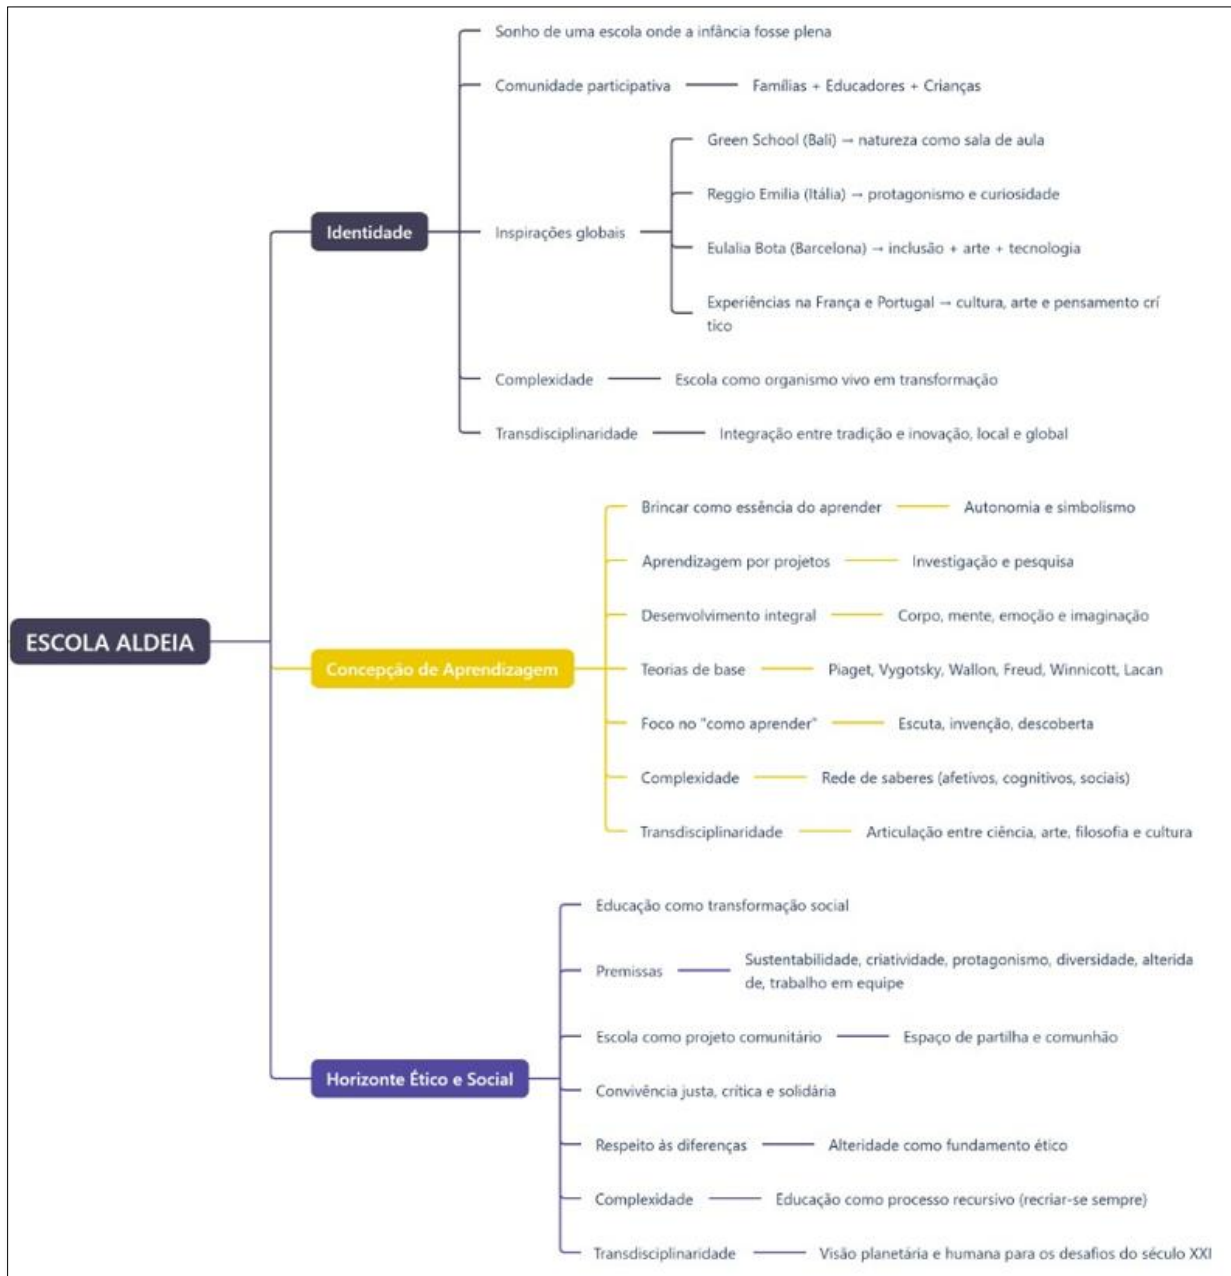 ESCOLA ALDEIA
Identidade
Sonho de uma escola onde a infância fosse plena
Comunidade participativa
Famílias + Educadores + Crianças
Inspirações globais
Green School (Bali) → natureza como sala de aula
Reggio Emilia (Itália) → protagonismo e curiosidade
Eulalia Bota (Barcelona) → inclusão + arte + tecnologia
Experiências na França e Portugal → cultura, arte e pensamento crí
tico
Complexidade
Escola como organismo vivo em transformação
Transdisciplinaridade
Integração entre tradição e inovação, local e global
Concepção de Aprendizagem
Brincar como essência do aprender
Autonomia e simbolismo
Aprendizagem por projetos
Investigação e pesquisa
Desenvolvimento integral
Corpo, mente, emoção e imaginação
Teorias de base
Piaget, Vygotsky, Wallon, Freud, Winnicott, Lacan
Foco no "como aprender"
Escuta, invenção, descoberta
Complexidade
Rede de saberes (afetivos, cognitivos, sociais)
Transdisciplinaridade
Articulação entre ciência, arte, filosofia e cultura
Horizonte Ético e Social
Educação como transformação social
Premissas
Sustentabilidade, criatividade, protagonismo, diversidade, alterida
de, trabalho em equipe
Escola como projeto comunitário
Espaço de partilha e comunhão
Convivência justa, crítica e solidária
Respeito às diferenças
Alteridade como fundamento ético
Complexidade
Educação como processo recursivo (recriar-se sempre)
Transdisciplinaridade
Visão planetária e humana para os desafios do século XXI